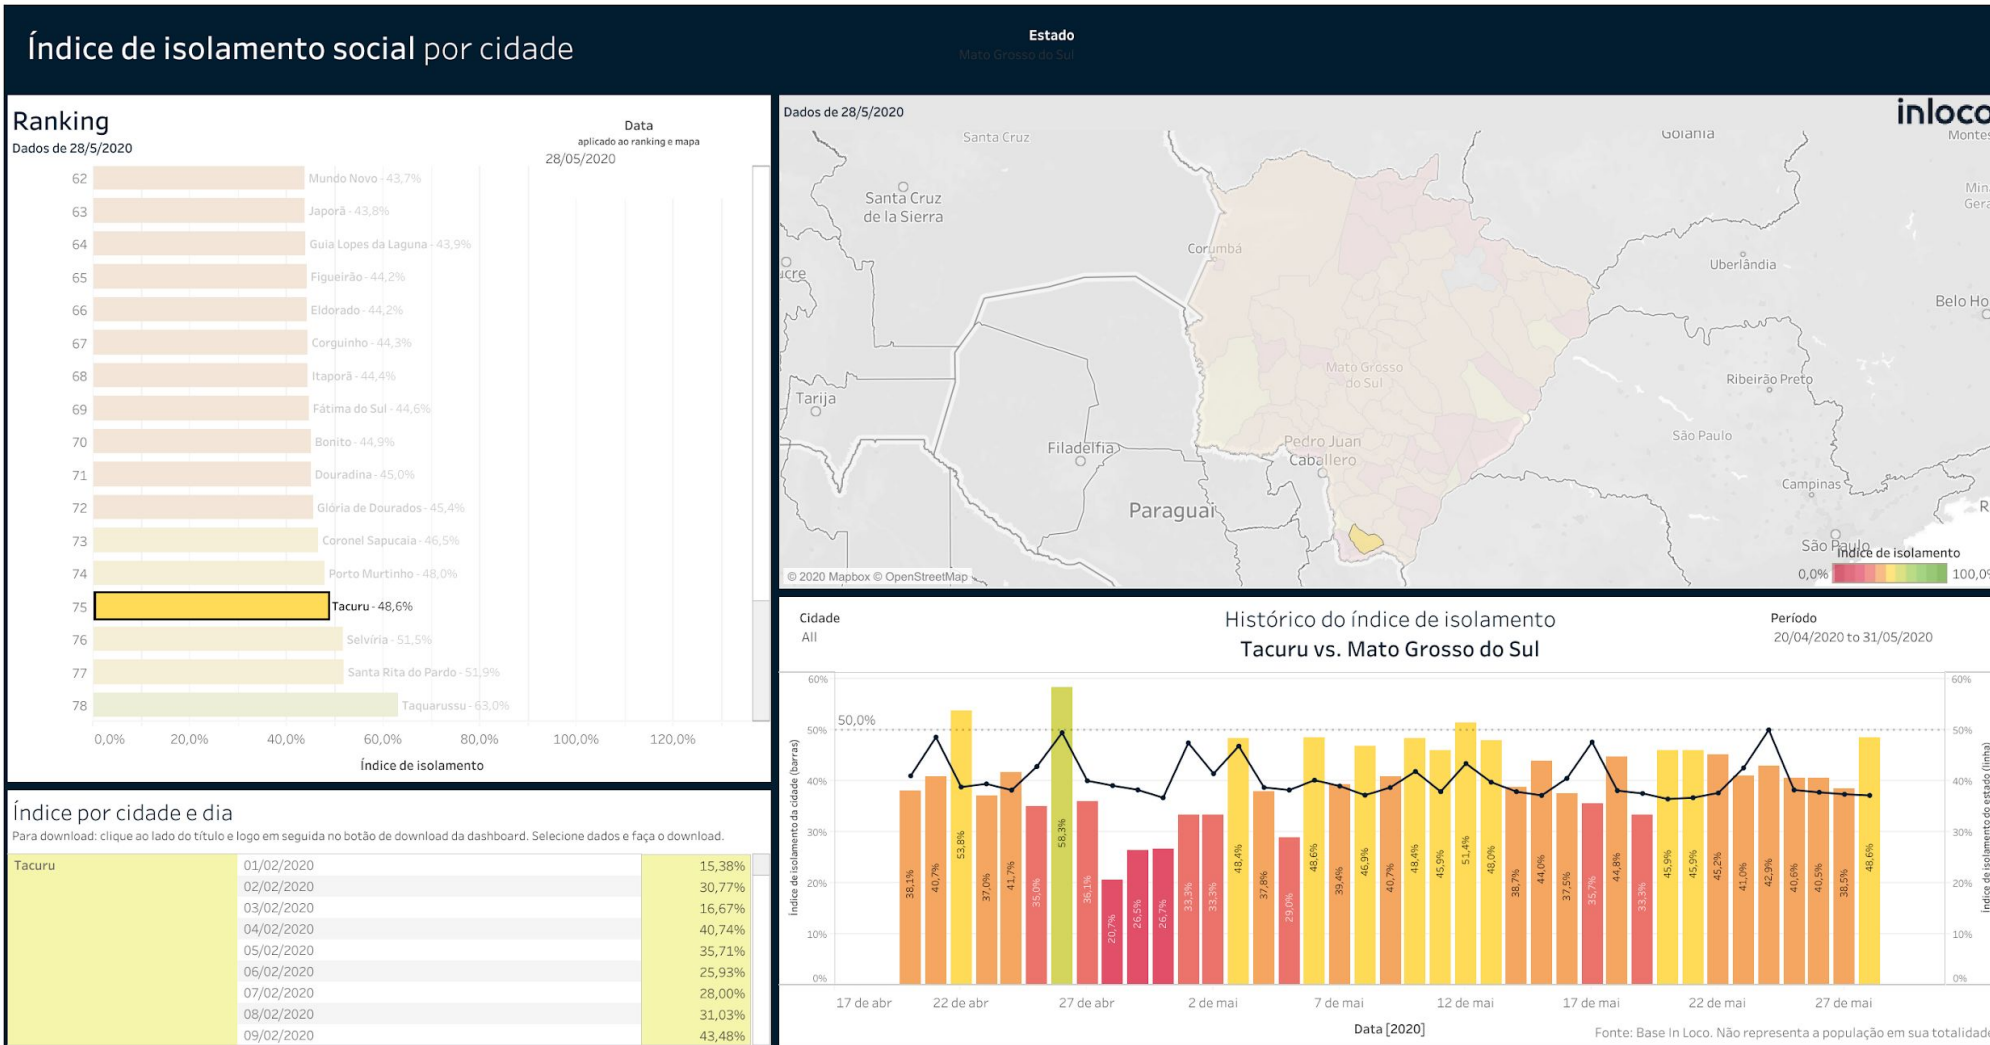 Índice de isolamento social por cidade
Estado
Mato Grosso do Sul
Ranking
Dados de 28/5/2020
Data
aplicado ao ranking e mapa
28/05/2020
62 Mundo Novo - 43,7%
63 Japorã - 43,8%
64 Guia Lopes da Laguna - 43,9%
65 Figueirão - 44,2%
66 Eldorado - 44,2%
67 Corguinho - 44,3%
68 Itaporã - 44,4%
69 Fátima do Sul - 44,6%
70 Bonito - 44,9%
71 Douradina - 45,0%
72 Glória de Dourados - 45,4%
73 Coronel Sapucaia - 46,5%
74 Porto Murtinho - 48,0%
75 Tacuru - 48,6%
76 Selvíria - 51,5%
77 Santa Rita do Pardo - 51,9%
78 Taquarussu - 63,0%
0,0% 20,0% 40,0% 60,0% 80,0% 100,0% 120,0%
Índice de isolamento
Índice por cidade e dia
Para download: clique ao lado do título e logo em seguida no botão de download da dashboard. Selecione dados e faça o download.
Tacuru 01/02/2020 15,38%
02/02/2020 30,77%
03/02/2020 16,67%
04/02/2020 40,74%
05/02/2020 35,71%
06/02/2020 25,93%
07/02/2020 28,00%
08/02/2020 31,03%
09/02/2020 43,48%
Dados de 28/5/2020
inloco
Santa Cruz
Goiânia
Montes
Santa Cruz
de la Sierra
Min
Gera
Corumbá
Uberlândia
ucre
Belo Ho
Mato Grosso
do Sul
Ribeirão Preto
Tarija
São Paulo
Pedro Juan
Caballero
Filadelfia
Campinas
Paraguai
R
São Paulo
Índice de isolamento
0,0% 100,0%
© 2020 Mapbox © OpenStreetMap
Cidade
All
Histórico do índice de isolamento
Tacuru vs. Mato Grosso do Sul
Período
20/04/2020 to 31/05/2020
Índice de isolamento da cidade (barras)
60%
50%
40%
30%
20%
10%
0%
50,0%
38,1% 40,7% 53,8% 37,0% 41,7% 35,0% 58,3% 36,1% 20,7% 26,5% 26,7% 33,3% 33,3% 48,4% 37,8% 29,0% 48,6% 39,4% 46,9% 40,7% 48,4% 45,9% 51,4% 48,0% 38,7% 44,0% 37,5% 35,7% 44,8% 33,3% 45,9% 45,9% 45,2% 41,0% 42,9% 40,6% 40,5% 38,5% 48,6%
60%
50%
40%
30%
20%
10%
0%
Índice de isolamento do estado (linha)
17 de abr 22 de abr 27 de abr 2 de mai 7 de mai 12 de mai 17 de mai 22 de mai 27 de mai
Data [2020]
Fonte: Base In Loco. Não representa a população em sua totalidade